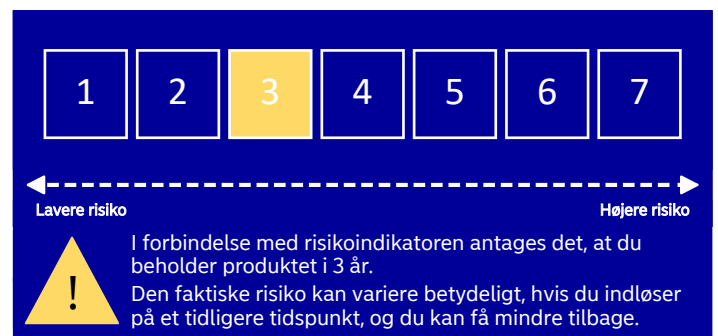 1 2 3 4 5 6 7
Lavere risiko Højere risiko
!
I forbindelse med risikoindikatoren antages det, at du
beholder produktet i 3 år.
Den faktiske risiko kan variere betydeligt, hvis du indløser
på et tidligere tidspunkt, og du kan få mindre tilbage.